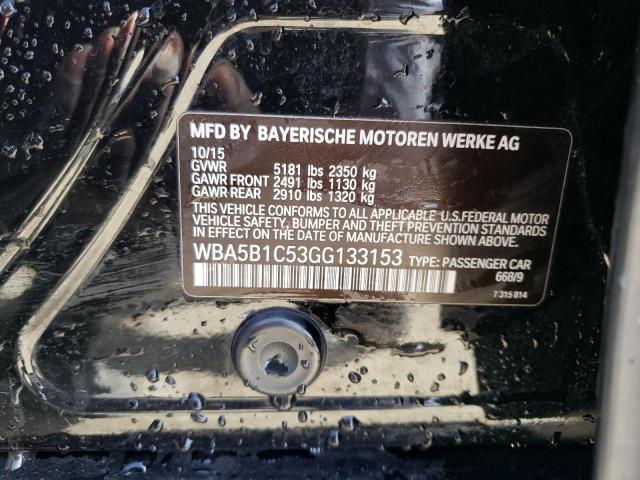 MFD BY BAYERISCHE MOTOREN WERKE AG
10/15
GVWR 5181 lbs 2350 kg
GAWR FRONT 2491 lbs 1130 kg
GAWR REAR 2910 lbs 1320 kg
THIS VEHICLE CONFORMS TO ALL APPLICABLE U.S.FEDERAL MOTOR
VEHICLE SAFETY, BUMPER AND THEFT PREVENTION STANDARDS
IN EFFECT ON THE DATE OF MANUFACTURE SHOWN ABOVE.
WBA5B1C53GG133153 TYPE: PASSENGER CAR
668/9
7 315 814